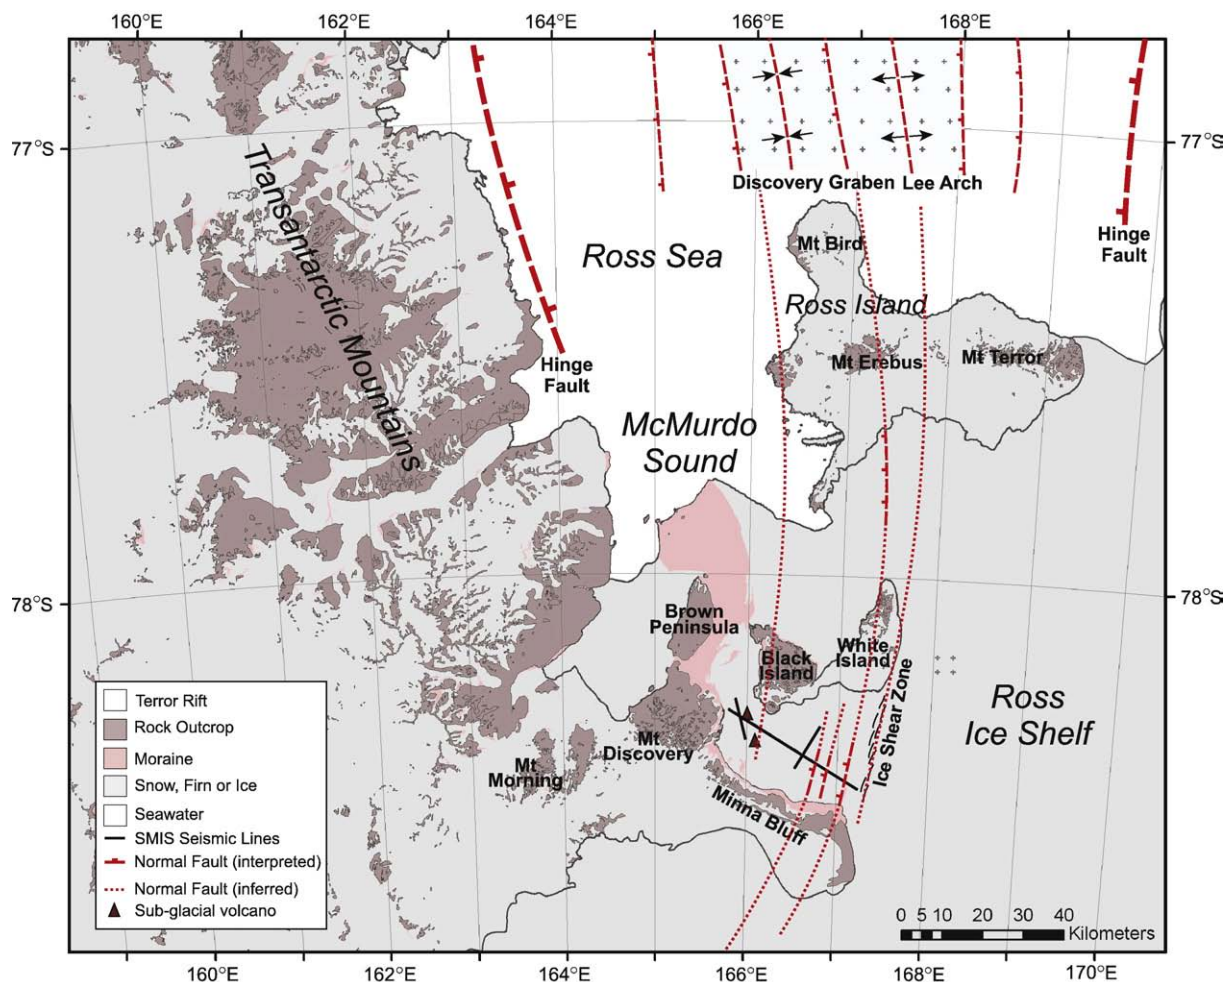 160°E
162°E
164°E
166°E
168°E
77°S
77°S
Discovery Graben
Lee Arch
Transantarctic Mountains
Ross Sea
Mt Bird
Hinge
Fault
Ross Island
Mt Erebus
Mt Terror
Hinge
Fault
McMurdo
Sound
78°S
78°S
Brown
Peninsula
Black
Island
White
Island
Ross
Ice Shelf
Ice Shear Zone
Mt
Discovery
Mt
Morning
Minna Bluff
Terror Rift
Rock Outcrop
Moraine
Snow, Firn or Ice
Seawater
SMIS Seismic Lines
Normal Fault (interpreted)
Normal Fault (inferred)
Sub-glacial volcano
0 5 10 20 30 40
Kilometers
160°E
162°E
164°E
166°E
168°E
170°E